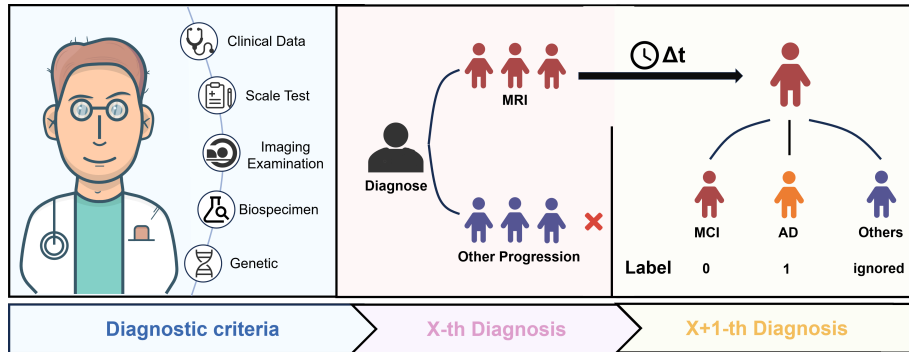 Clinical Data
Scale Test
Imaging
Examination
Biospecimen
Genetic
Diagnose
MRI
Other Progression
Δt
MCI
AD
Others
Label
0
1
ignored
Diagnostic criteria
X-th Diagnosis
X+1-th Diagnosis